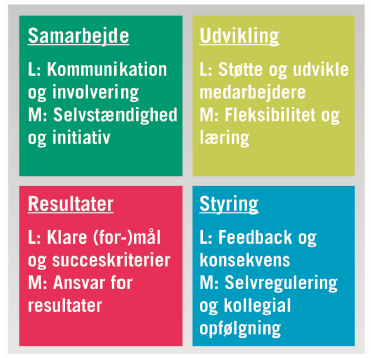 Samarbejde
L: Kommunikation
og involvering
M: Selvstændighed
og initiativ
Udvikling
L: Støtte og udvikle
medarbejdere
M: Fleksibilitet og
læring
Resultater
L: Klare (for-)mål
og succeskriterier
M: Ansvar for
resultater
Styring
L: Feedback og
konsekvens
M: Selvregulering
og kollegial
opfølgning